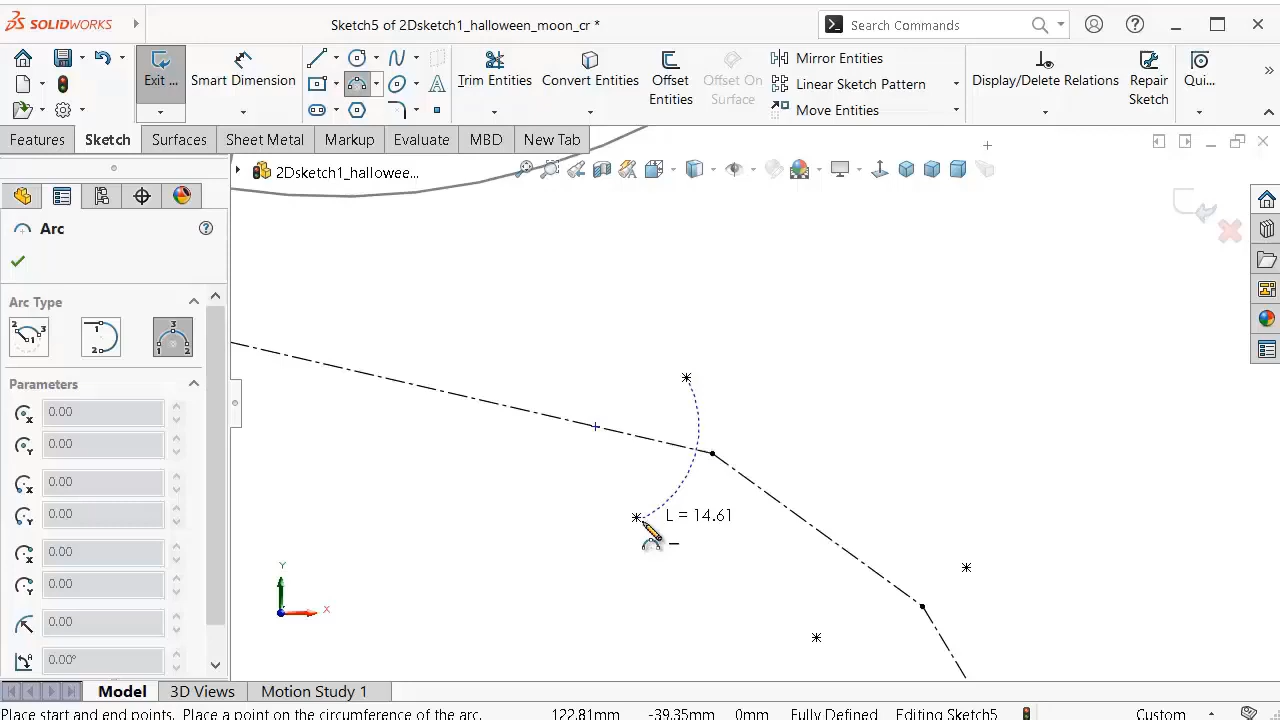 SOLIDWORKS
Sketch5 of 2Dsketch1_halloween_moon_cr *
Search Commands
Exit ...
Smart Dimension
Trim Entities
Convert Entities
Offset Entities
Offset On Surface
Mirror Entities
Linear Sketch Pattern
Move Entities
Display/Delete Relations
Repair Sketch
Qui...
Features
Sketch
Surfaces
Sheet Metal
Markup
Evaluate
MBD
New Tab
2Dsketch1_hallowee...
Arc
Arc Type
Parameters
0.00
0.00
0.00
0.00
0.00
0.00
0.00
0.00°
L = 14.61
Y
X
Model
3D Views
Motion Study 1
Place start and end points. Place a point on the circumference of the arc.
122.01mm
-39.35mm
0mm
Fully Defined
Editing Sketch5
Custom